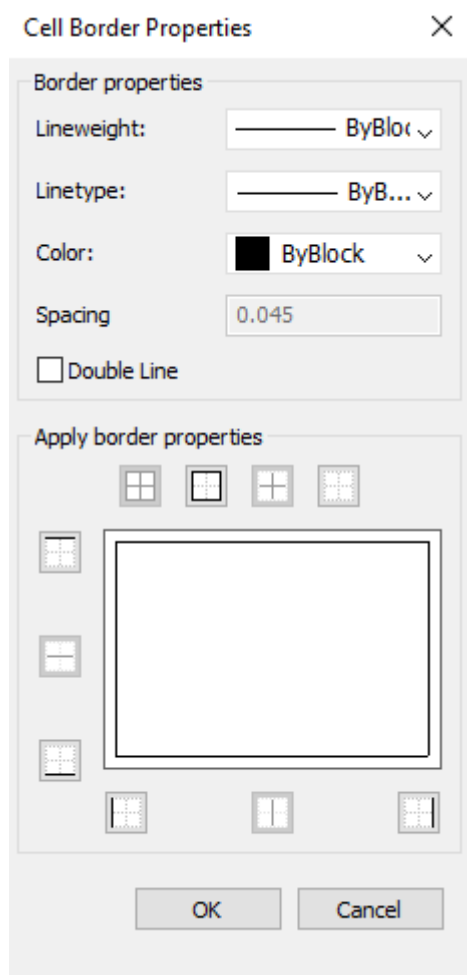 Cell Border Properties
Border properties
Lineweight: ByBloc
Linetype: ByB...
Color: ByBlock
Spacing 0.045
Double Line
Apply border properties
OK Cancel